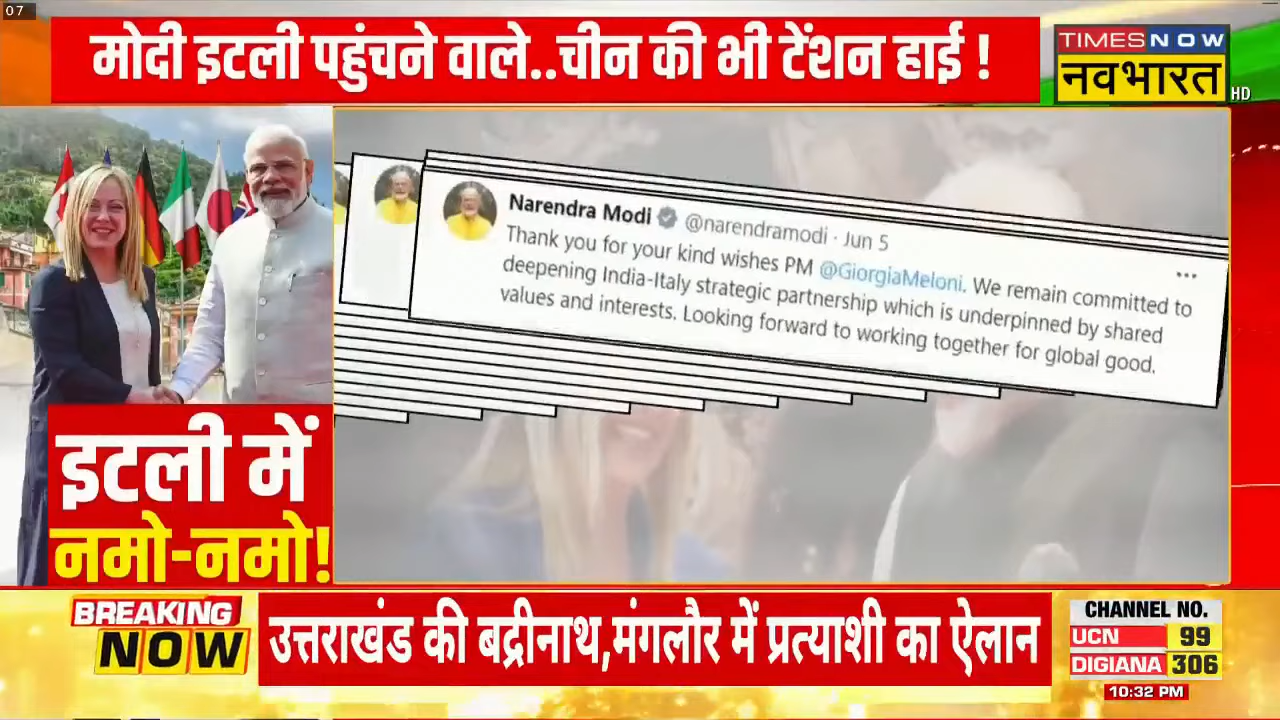 07
मोदी इटली पहुंचने वाले..चीन की भी टेंशन हाई !
TIMES NOW
नवभारत
HD
Narendra Modi @narendramodi · Jun 5
Thank you for your kind wishes PM @GiorgiaMeloni. We remain committed to
deepening India-Italy strategic partnership which is underpinned by shared
values and interests. Looking forward to working together for global good.
इटली में
नमो-नमो!
BREAKING
NOW
उत्तराखंड की बद्रीनाथ,मंगलौर में प्रत्याशी का ऐलान
CHANNEL NO.
UCN 99
DIGIANA 306
10:32 PM